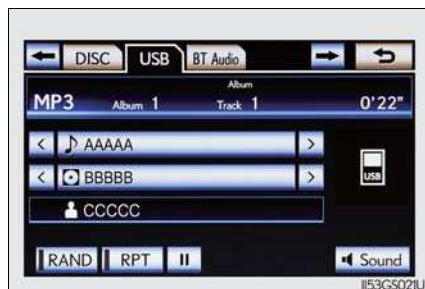 DISC USB BT Audio
Album
MP3 Album 1 Track 1 0'22"
< AAAAA >
< BBBBB >
USB
CCCCC
RAND RPT II Sound
II53GS021U